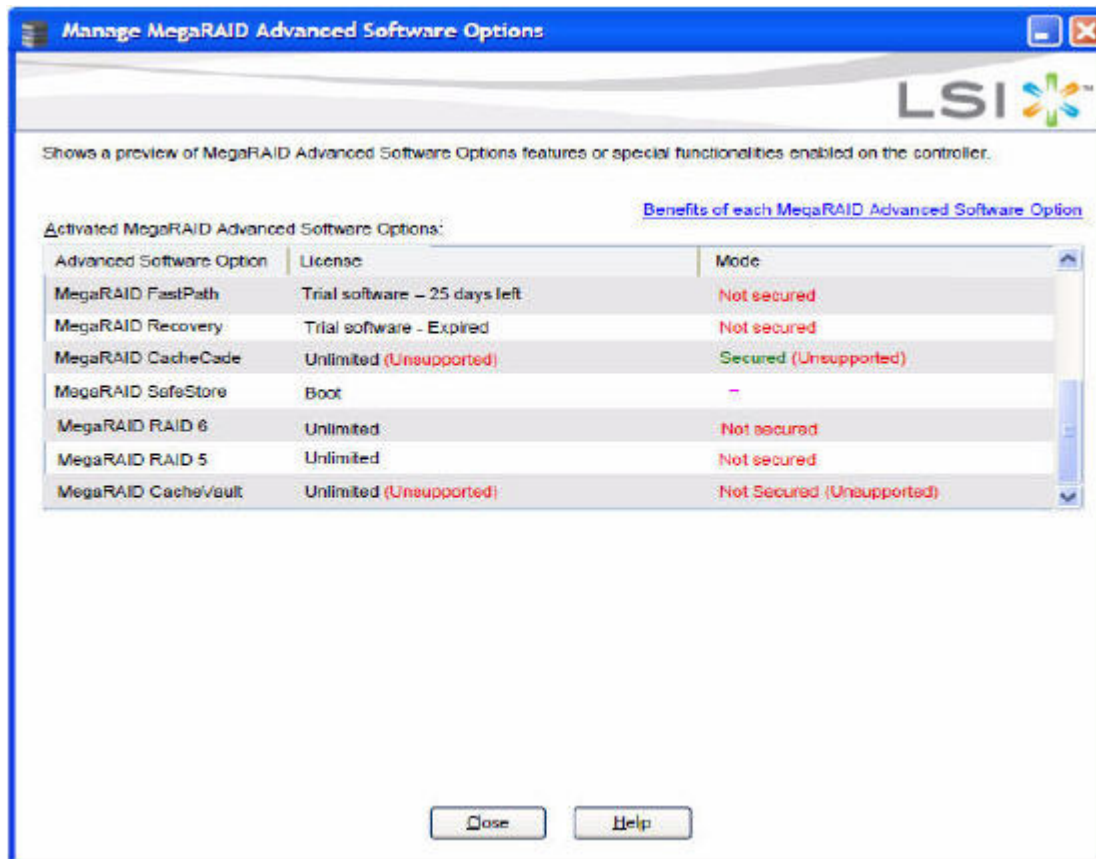 Manage MegaRAID Advanced Software Options
LSI
Shows a preview of MegaRAID Advanced Software Options features or special functionalities enabled on the controller.
Benefits of each MegaRAID Advanced Software Option
Activated MegaRAID Advanced Software Options:
Advanced Software Option License Mode
MegaRAID FastPath Trial software – 25 days left Not secured
MegaRAID Recovery Trial software - Expired Not secured
MegaRAID CacheCade Unlimited (Unsupported) Secured (Unsupported)
MegaRAID SafeStore Boot –
MegaRAID RAID 6 Unlimited Not secured
MegaRAID RAID 5 Unlimited Not secured
MegaRAID CacheVault Unlimited (Unsupported) Not Secured (Unsupported)
Close Help